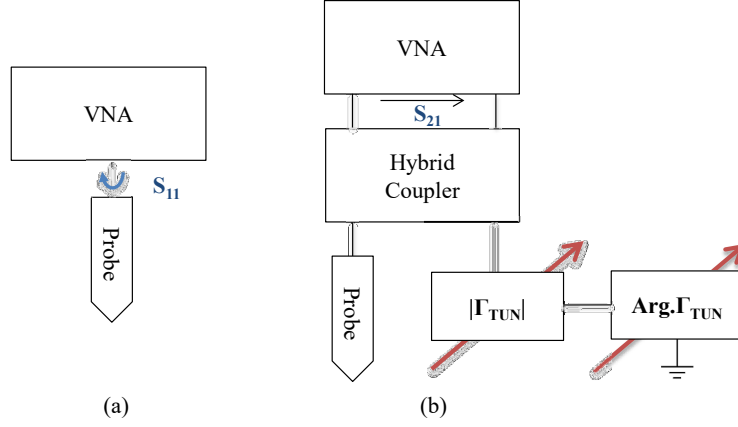 VNA
S11
Probe
(a)
VNA
S21
Hybrid
Coupler
Probe
|ΓTUN|
Arg.ΓTUN
(b)